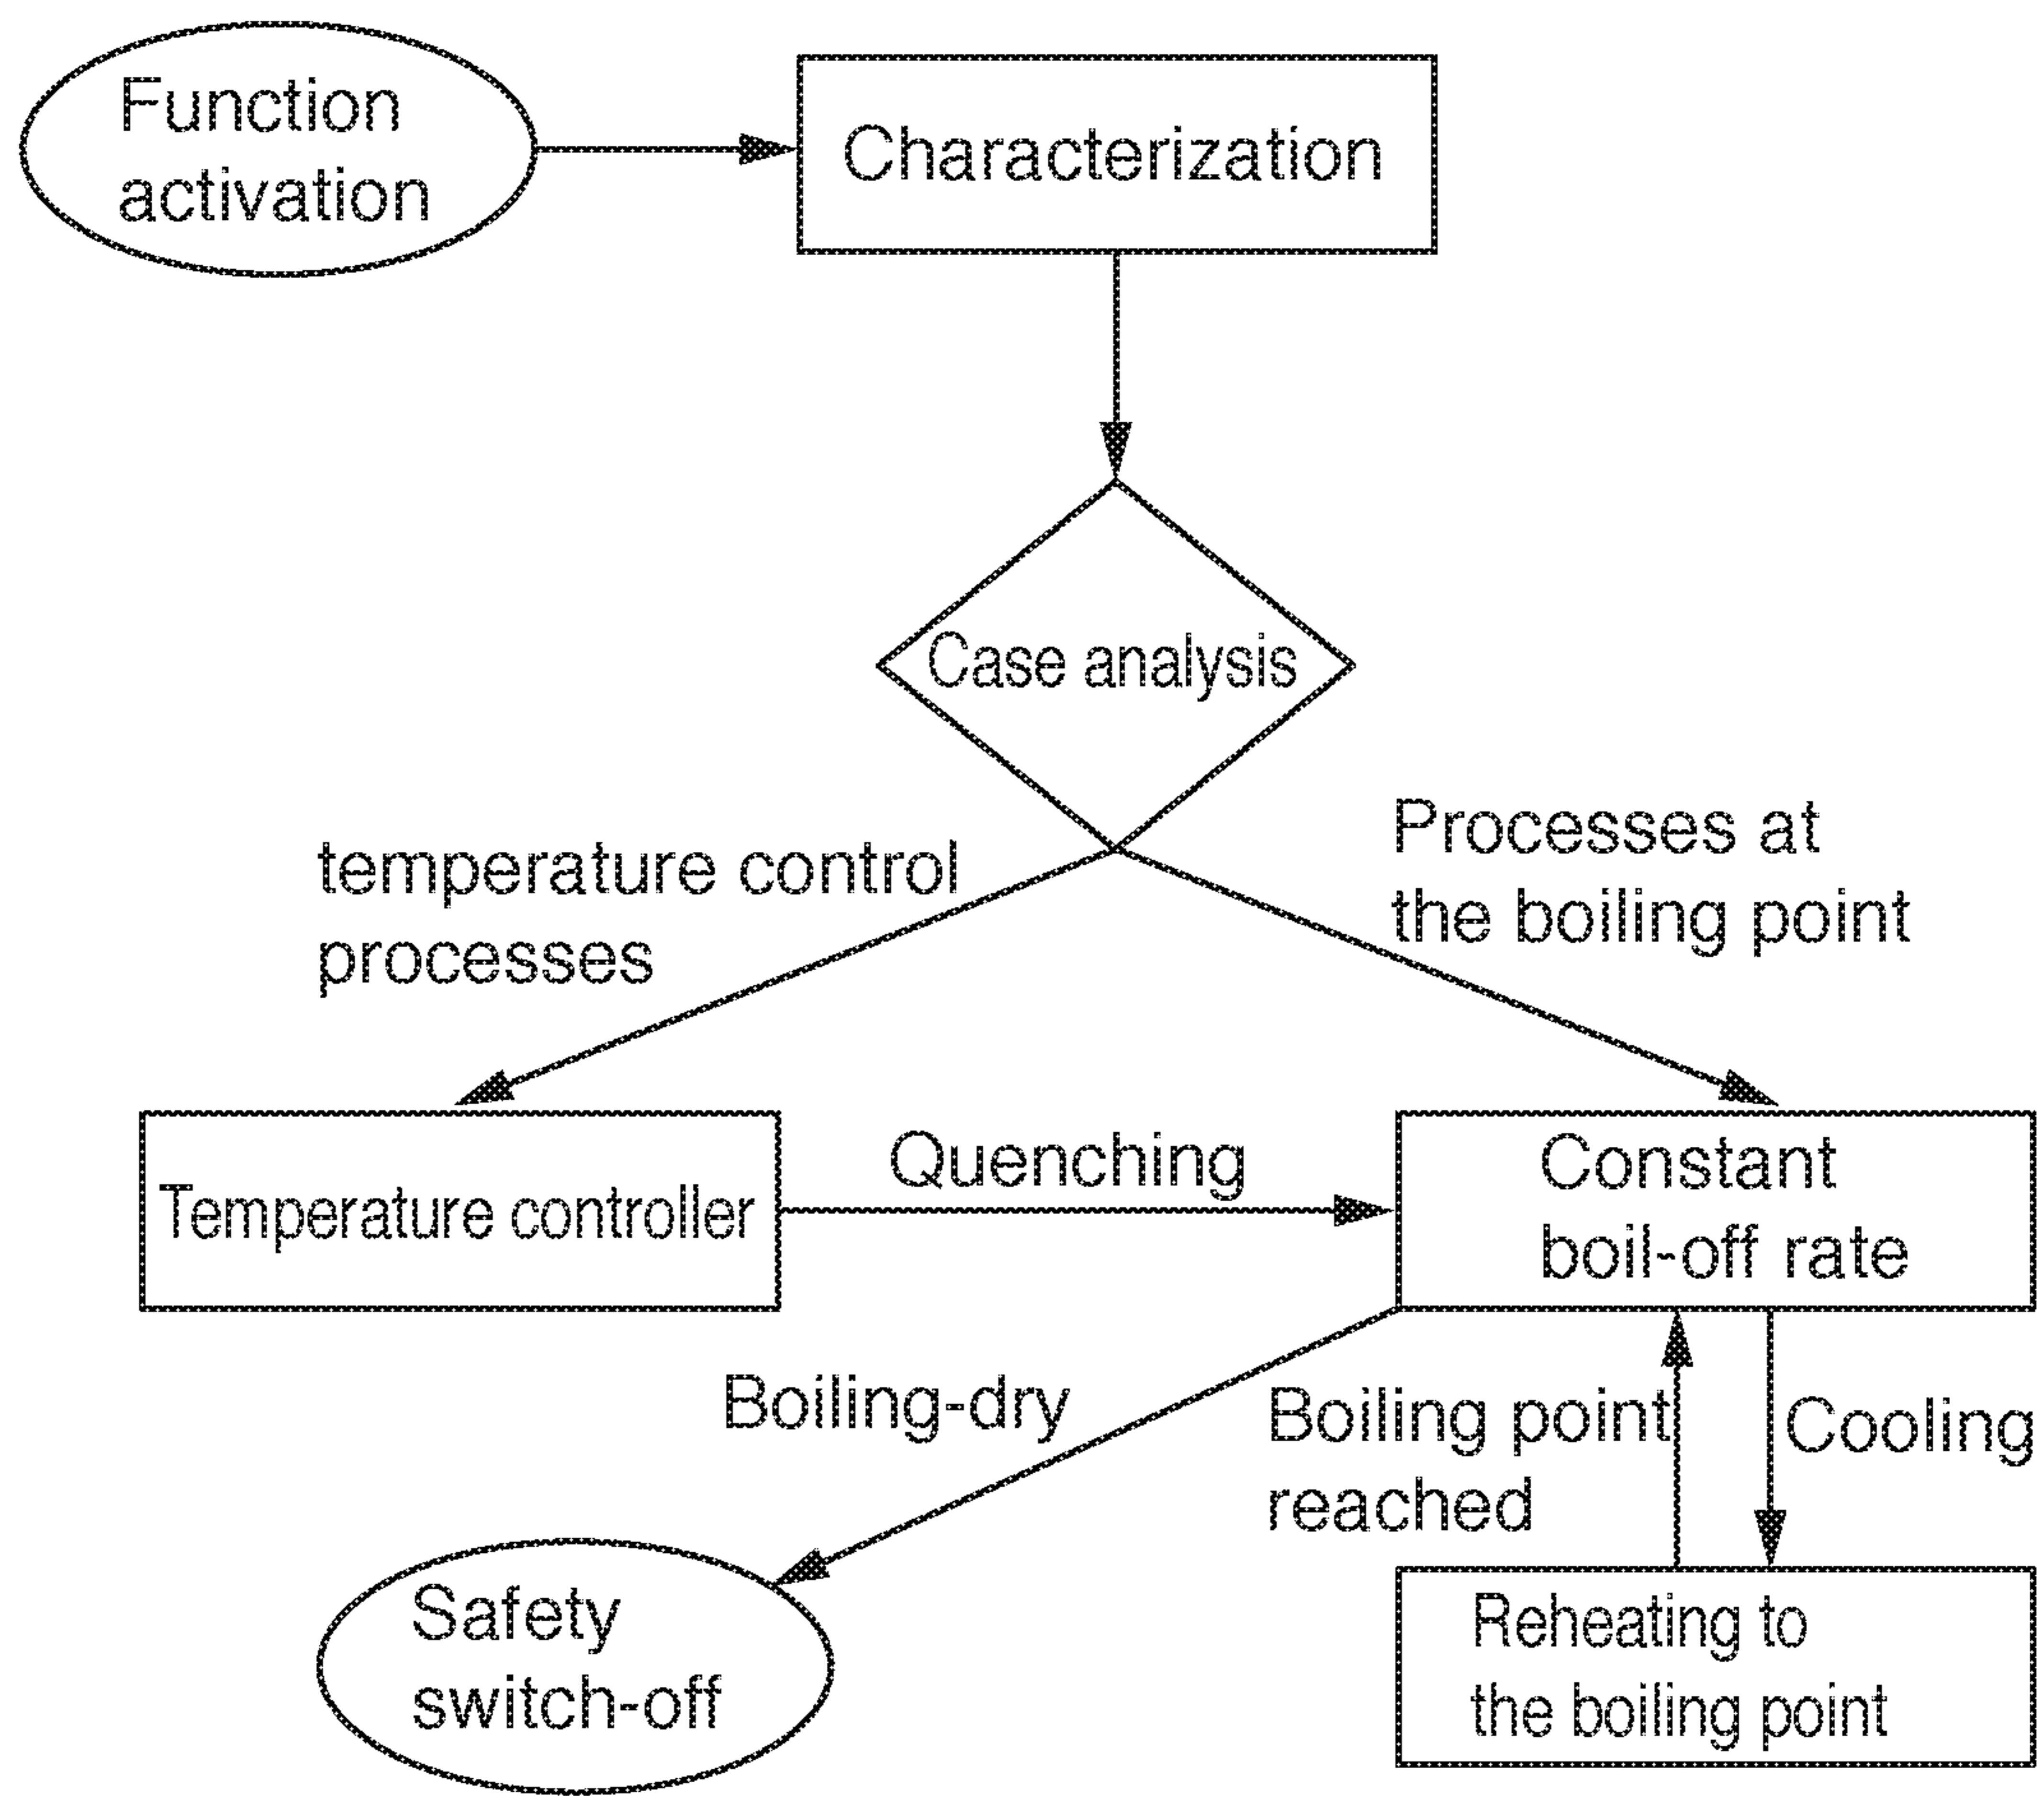 Function
activation
Characterization
Case analysis
temperature control
processes
Processes at
the boiling point
Temperature controller
Quenching
Constant
boil-off rate
Boiling-dry
Boiling point
reached
Cooling
Safety
switch-off
Reheating to
the boiling point